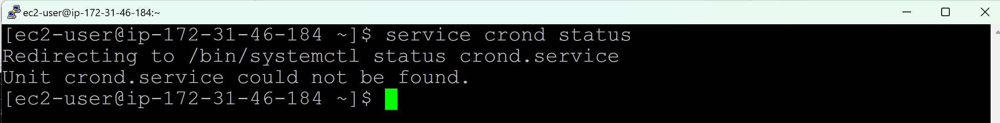 ec2-user@ip-172-31-46-184:~
[ec2-user@ip-172-31-46-184 ~]$ service crond status
Redirecting to /bin/systemctl status crond.service
Unit crond.service could not be found.
[ec2-user@ip-172-31-46-184 ~]$